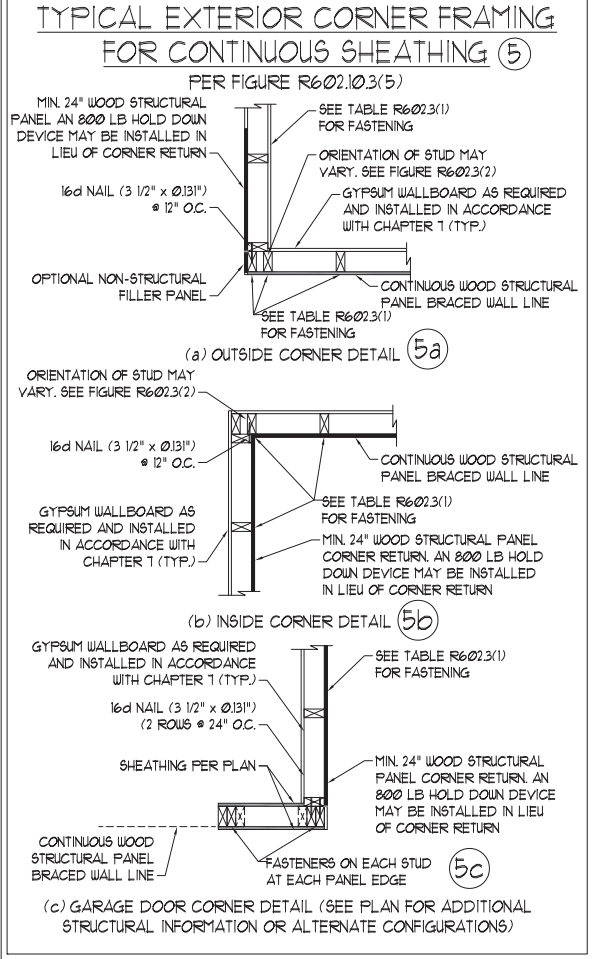 TYPICAL EXTERIOR CORNER FRAMING
FOR CONTINUOUS SHEATHING 5
PER FIGURE R602.10.3(5)
MIN. 24" WOOD STRUCTURAL
PANEL AN 800 LB HOLD DOWN
DEVICE MAY BE INSTALLED IN
LIEU OF CORNER RETURN
16d NAIL (3 1/2" x 0.131")
@ 12" O.C.
OPTIONAL NON-STRUCTURAL
FILLER PANEL
SEE TABLE R602.3(1)
FOR FASTENING
ORIENTATION OF STUD MAY
VARY. SEE FIGURE R602.3(2)
GYPSUM WALLBOARD AS REQUIRED
AND INSTALLED IN ACCORDANCE
WITH CHAPTER 7 (TYP.)
CONTINUOUS WOOD STRUCTURAL
PANEL BRACED WALL LINE
SEE TABLE R602.3(1)
FOR FASTENING
(a) OUTSIDE CORNER DETAIL 5a
ORIENTATION OF STUD MAY
VARY. SEE FIGURE R602.3(2)
16d NAIL (3 1/2" x 0.131")
@ 12" O.C.
GYPSUM WALLBOARD AS
REQUIRED AND INSTALLED
IN ACCORDANCE WITH
CHAPTER 7 (TYP.)
CONTINUOUS WOOD STRUCTURAL
PANEL BRACED WALL LINE
SEE TABLE R602.3(1)
FOR FASTENING
MIN. 24" WOOD STRUCTURAL PANEL
CORNER RETURN. AN 800 LB HOLD
DOWN DEVICE MAY BE INSTALLED
IN LIEU OF CORNER RETURN
(b) INSIDE CORNER DETAIL 5b
GYPSUM WALLBOARD AS REQUIRED
AND INSTALLED IN ACCORDANCE
WITH CHAPTER 7 (TYP.)
16d NAIL (3 1/2" x 0.131")
(2 ROWS @ 24" O.C.
SHEATHING PER PLAN
CONTINUOUS WOOD
STRUCTURAL PANEL
BRACED WALL LINE
SEE TABLE R602.3(1)
FOR FASTENING
MIN. 24" WOOD STRUCTURAL
PANEL CORNER RETURN. AN
800 LB HOLD DOWN DEVICE
MAY BE INSTALLED IN LIEU
OF CORNER RETURN
FASTENERS ON EACH STUD
AT EACH PANEL EDGE
5c
(c) GARAGE DOOR CORNER DETAIL (SEE PLAN FOR ADDITIONAL
STRUCTURAL INFORMATION OR ALTERNATE CONFIGURATIONS)